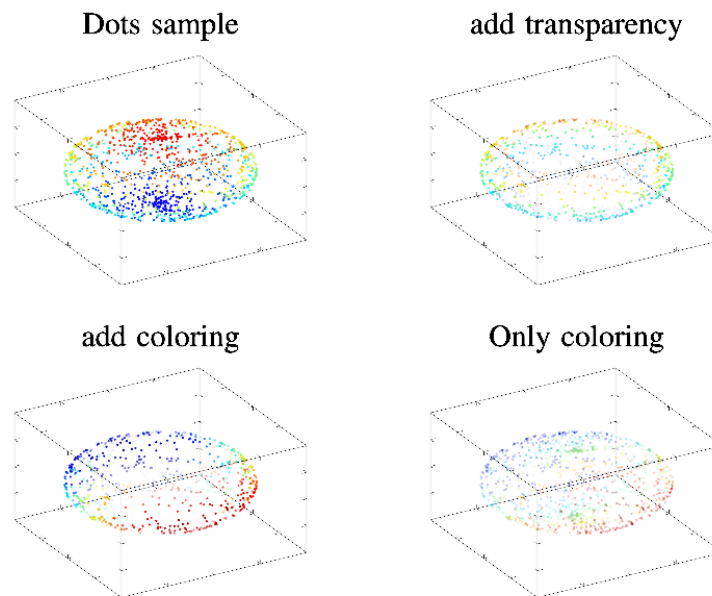 Dots sample
add transparency
add coloring
Only coloring